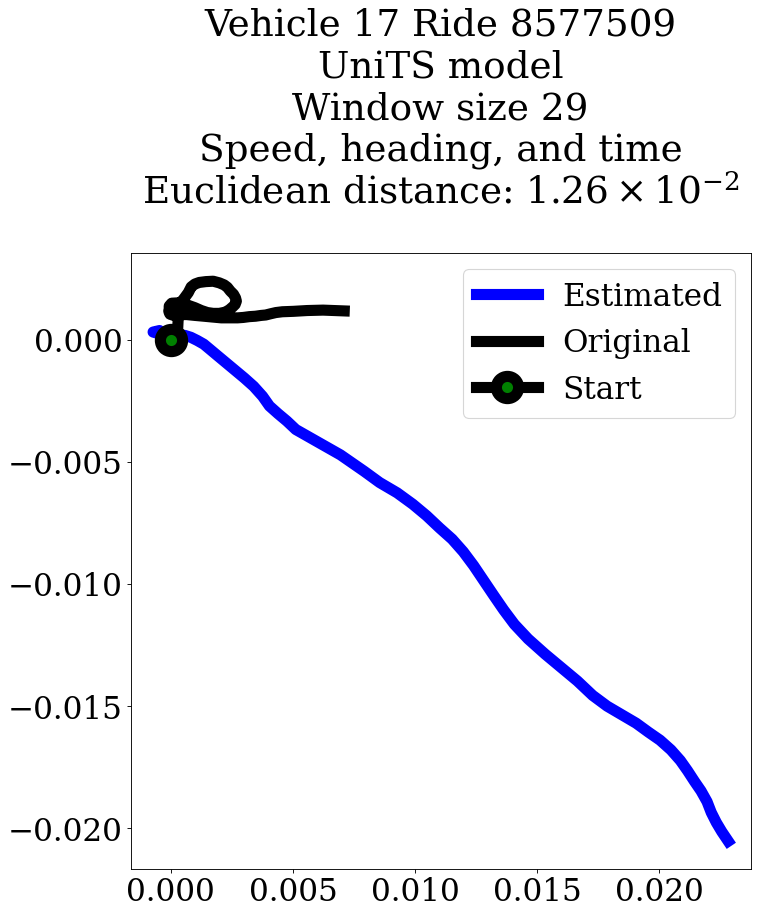 Vehicle 17 Ride 8577509
UniTS model
Window size 29
Speed, heading, and time
Euclidean distance: 1.26 × 10⁻²
Estimated
Original
Start
0.000
−0.005
−0.010
−0.015
−0.020
0.000 0.005 0.010 0.015 0.020